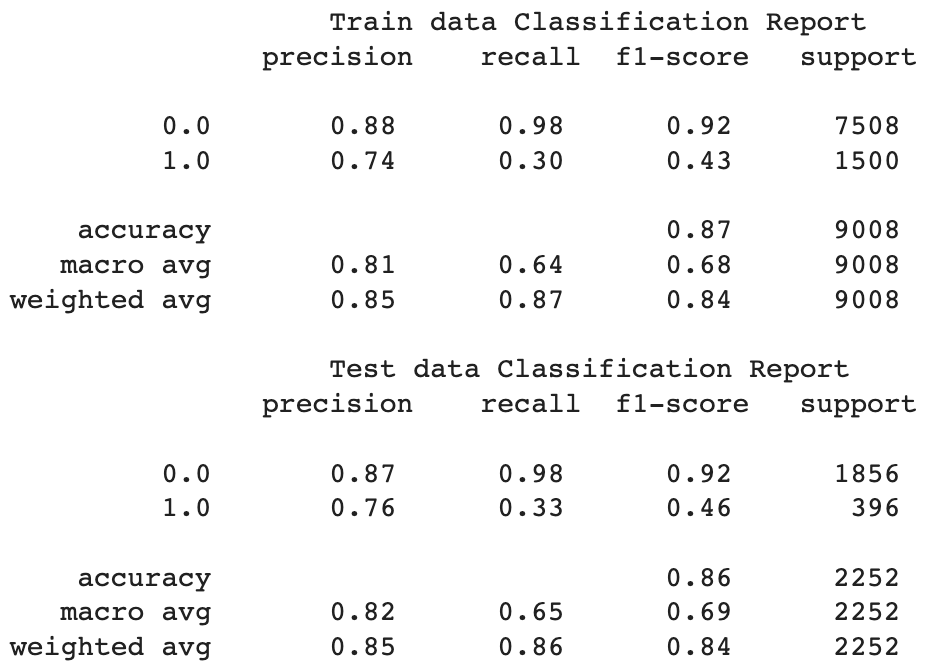 Train data Classification Report
precision recall f1-score support
0.0 0.88 0.98 0.92 7508
1.0 0.74 0.30 0.43 1500
accuracy 0.87 9008
macro avg 0.81 0.64 0.68 9008
weighted avg 0.85 0.87 0.84 9008
Test data Classification Report
precision recall f1-score support
0.0 0.87 0.98 0.92 1856
1.0 0.76 0.33 0.46 396
accuracy 0.86 2252
macro avg 0.82 0.65 0.69 2252
weighted avg 0.85 0.86 0.84 2252